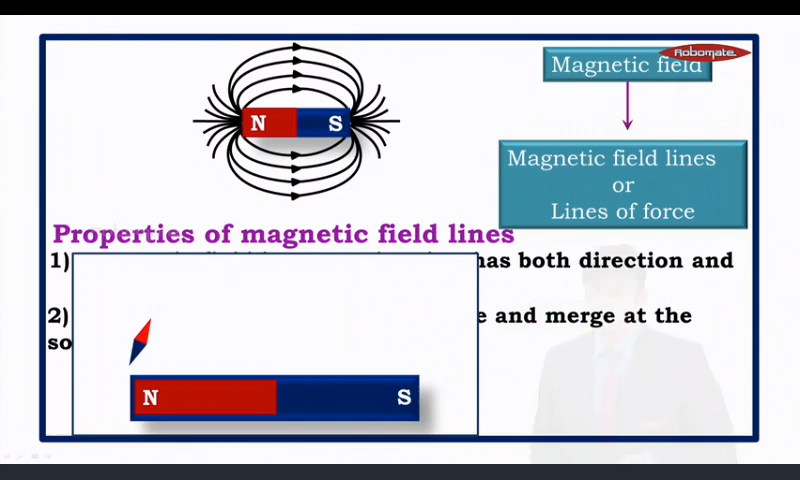 Robomate.
Magnetic field
N S
Magnetic field lines
or
Lines of force
Properties of magnetic field lines
1) has both direction and
2) e and merge at the
so
N S